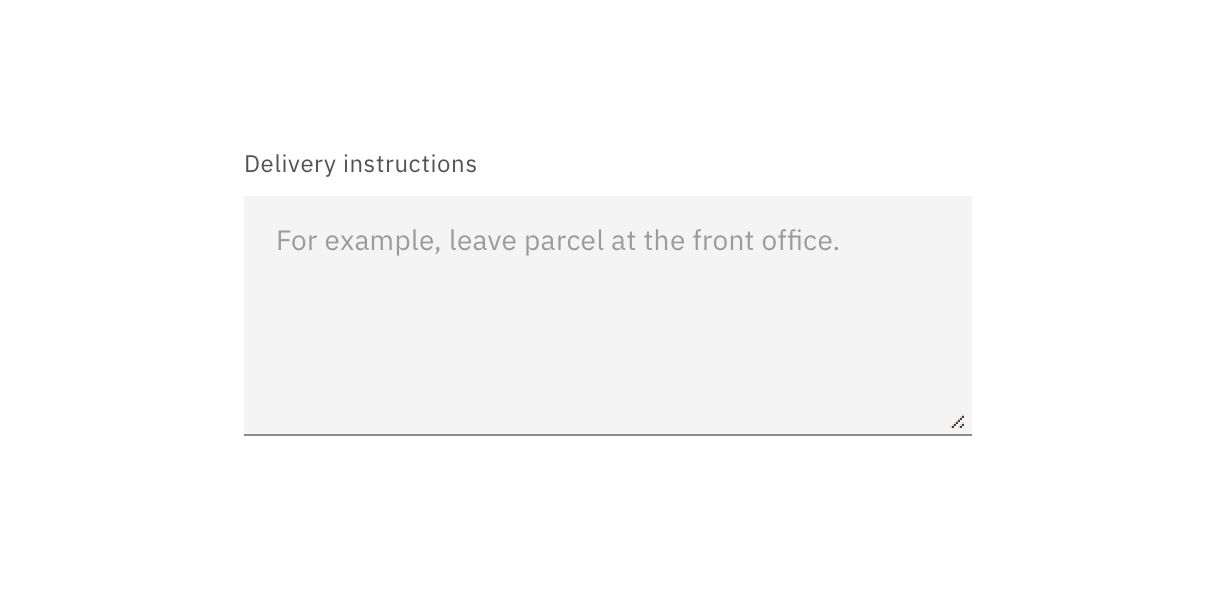 Delivery instructions
For example, leave parcel at the front office.